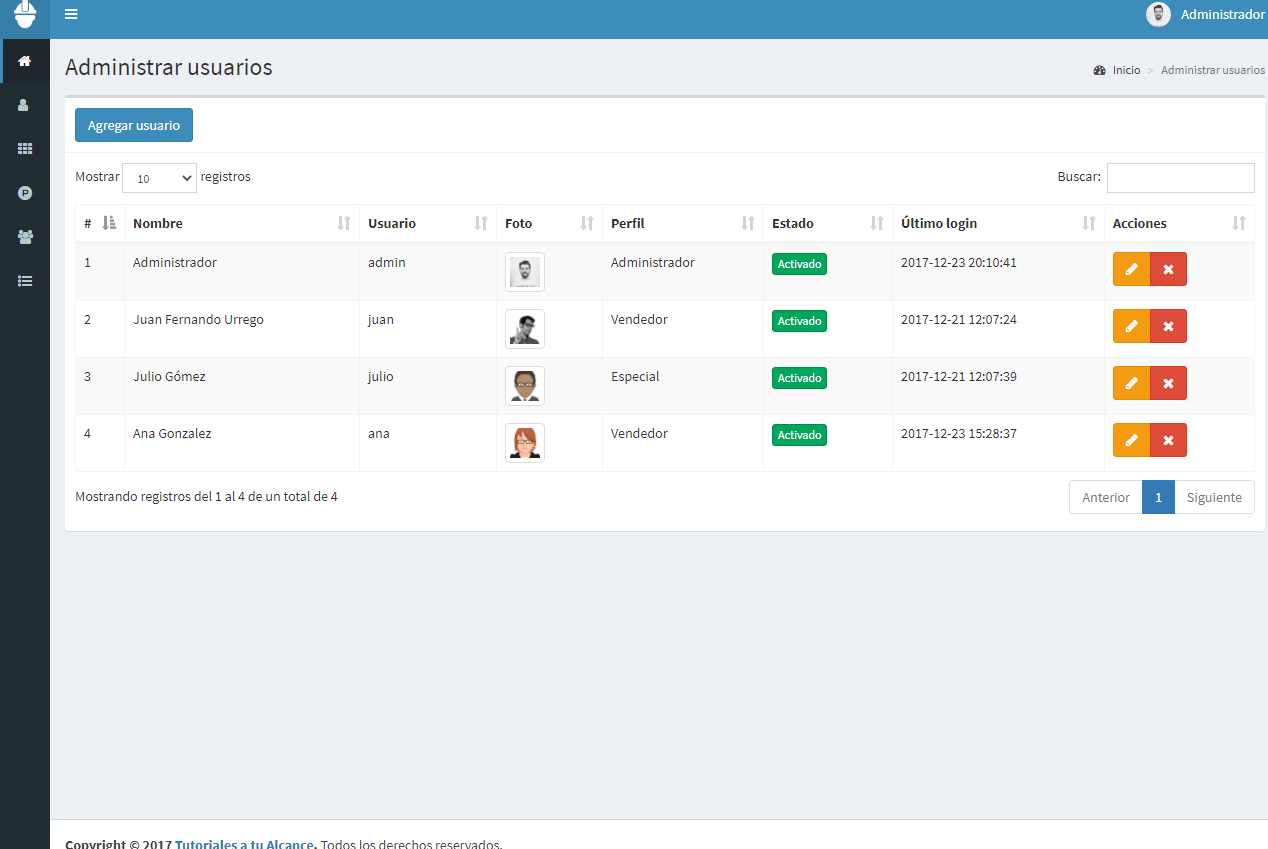 Administrador
Administrar usuarios
Inicio > Administrar usuarios
Agregar usuario
Mostrar 10 registros Buscar:
# Nombre Usuario Foto Perfil Estado Último login Acciones
1 Administrador admin Administrador Activado 2017-12-23 20:10:41
2 Juan Fernando Urrego juan Vendedor Activado 2017-12-21 12:07:24
3 Julio Gómez julio Especial Activado 2017-12-21 12:07:39
4 Ana Gonzalez ana Vendedor Activado 2017-12-23 15:28:37
Mostrando registros del 1 al 4 de un total de 4 Anterior 1 Siguiente
Copyright © 2017 Tutoriales a tu Alcance. Todos los derechos reservados.